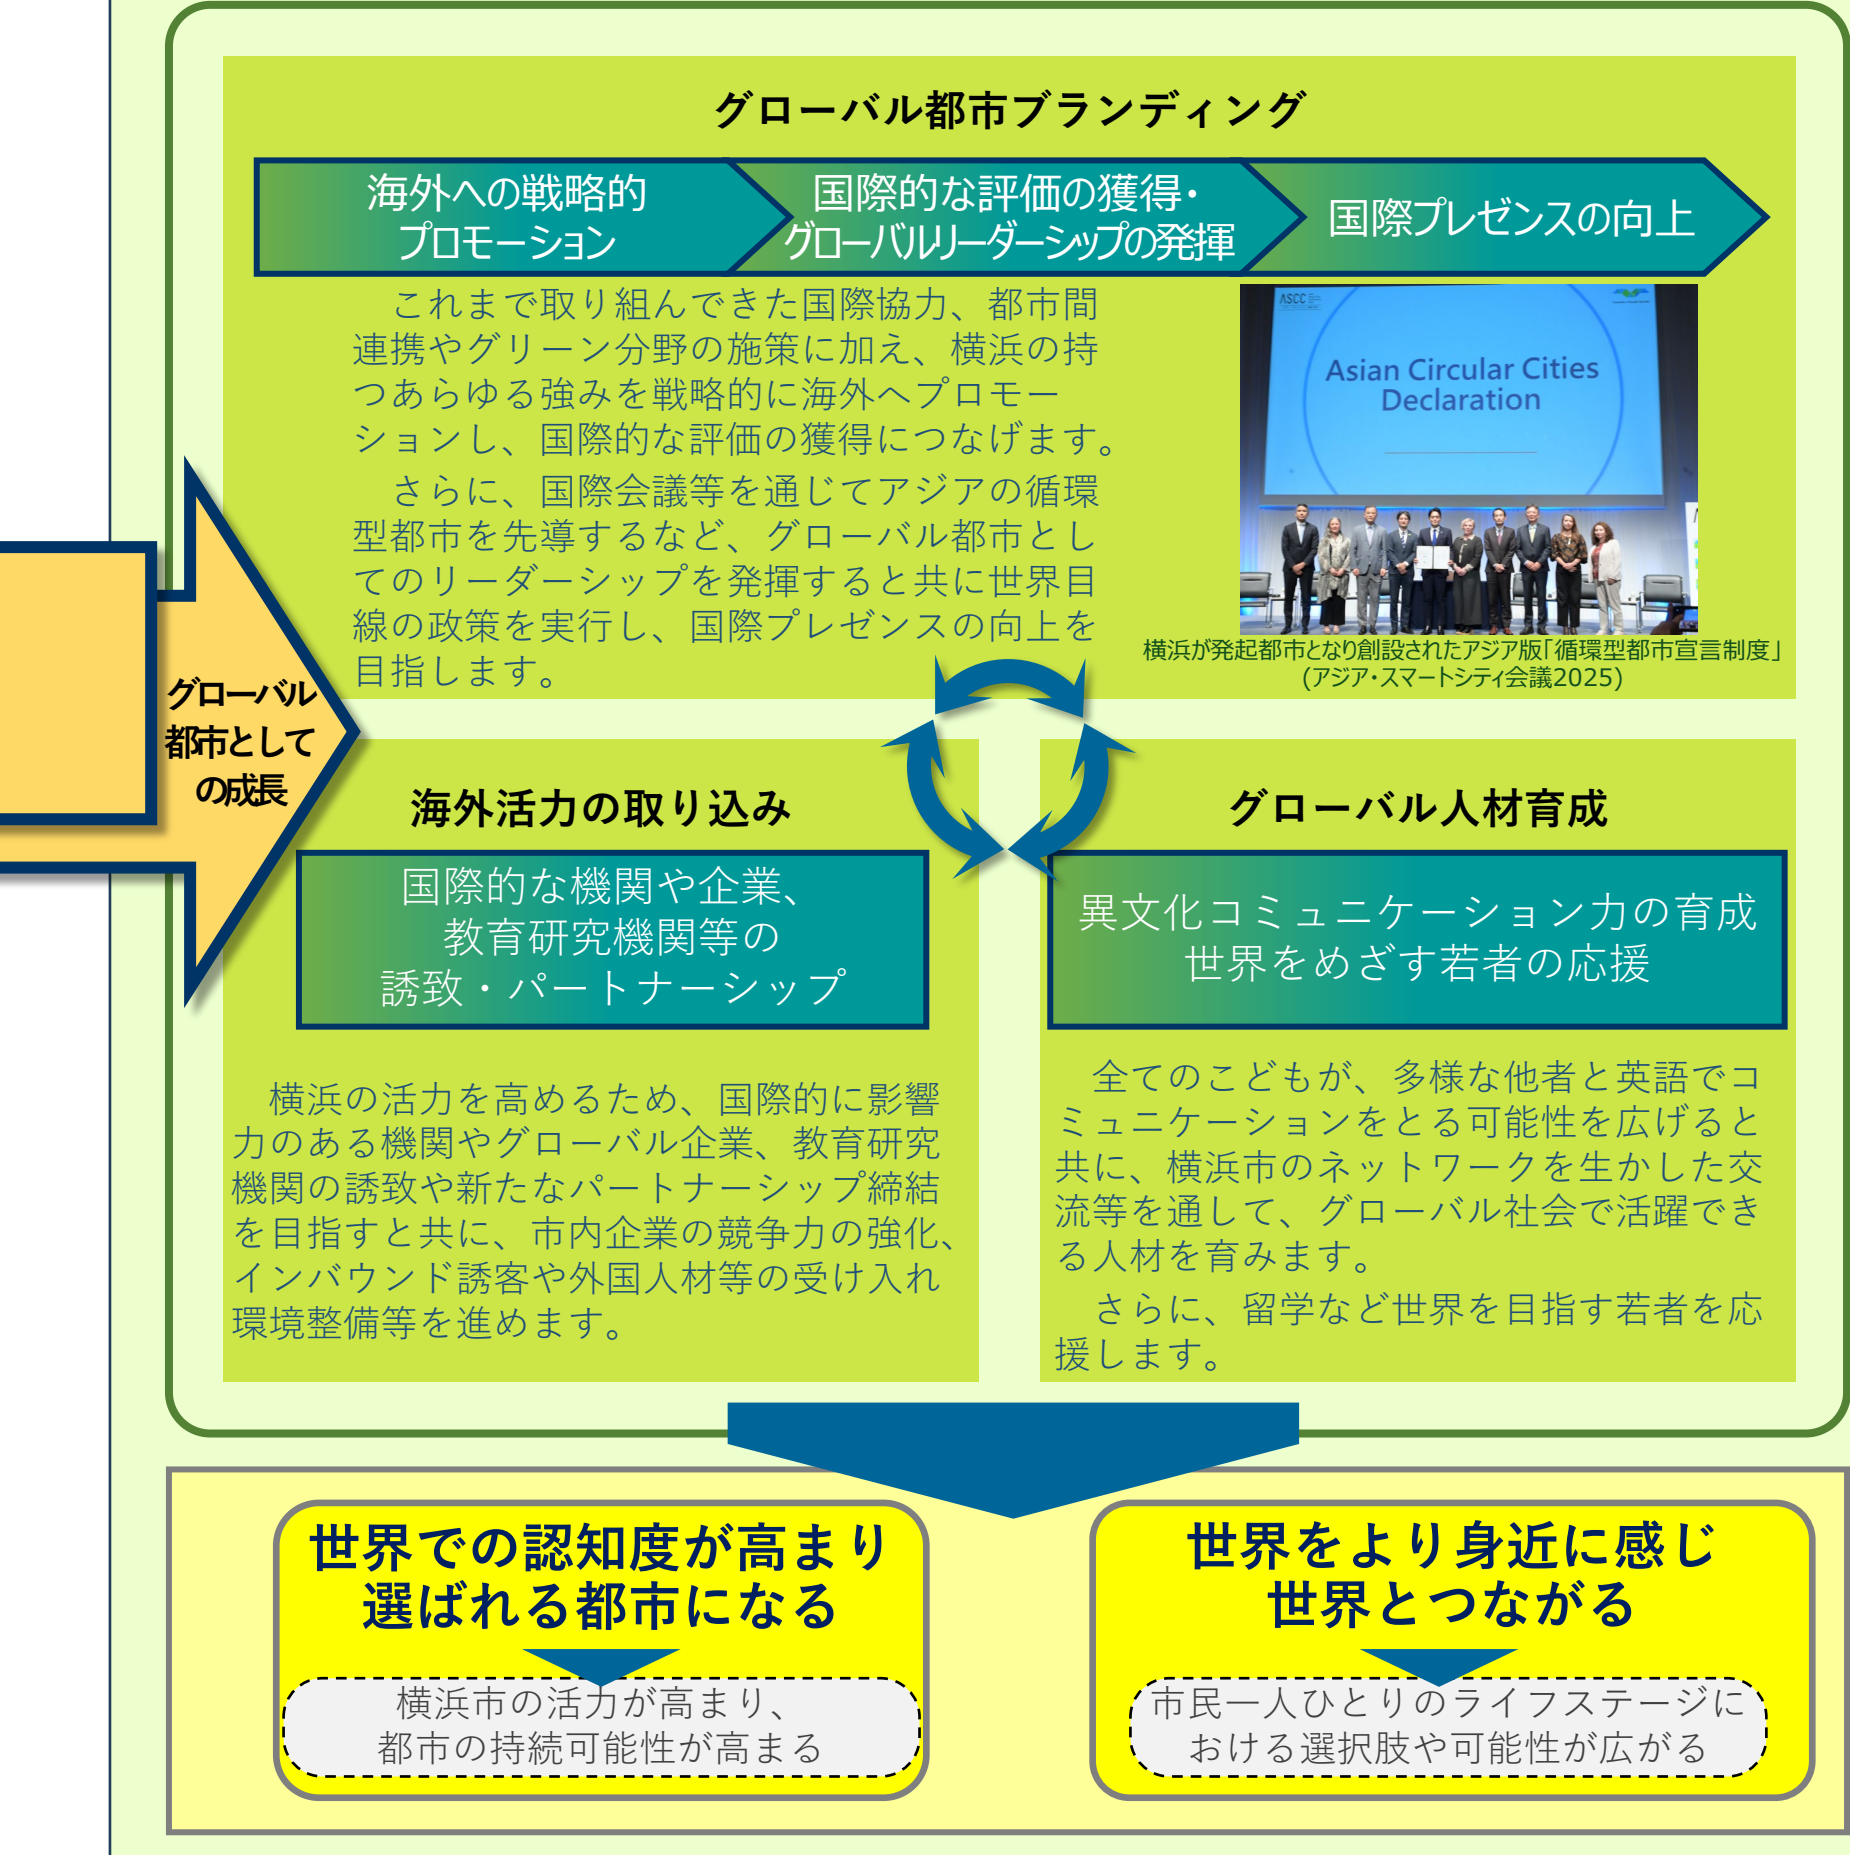 グローバル都市ブランディング
海外への戦略的
プロモーション
国際的な評価の獲得・
グローバルリーダーシップの発揮
国際プレゼンスの向上
これまで取り組んできた国際協力、都市間
連携やグリーン分野の施策に加え、横浜の持
つあらゆる強みを戦略的に海外へプロモー
ションし、国際的な評価の獲得につなげます。
さらに、国際会議等を通じてアジアの循環
型都市を先導するなど、グローバル都市とし
てのリーダーシップを発揮すると共に世界目
線の政策を実行し、国際プレゼンスの向上を
目指します。
ASCC
Asian Circular Cities
Declaration
横浜が発起都市となり創設されたアジア版「循環型都市宣言制度」
(アジア・スマートシティ会議2025)
グローバル
都市として
の成長
海外活力の取り込み
国際的な機関や企業、
教育研究機関等の
誘致・パートナーシップ
横浜の活力を高めるため、国際的に影響
力のある機関やグローバル企業、教育研究
機関の誘致や新たなパートナーシップ締結
を目指すと共に、市内企業の競争力の強化、
インバウンド誘客や外国人材等の受け入れ
環境整備等を進めます。
グローバル人材育成
異文化コミュニケーション力の育成
世界をめざす若者の応援
全てのこどもが、多様な他者と英語でコ
ミュニケーションをとる可能性を広げると
共に、横浜市のネットワークを生かした交
流等を通して、グローバル社会で活躍でき
る人材を育みます。
さらに、留学など世界を目指す若者を応
援します。
世界での認知度が高まり
選ばれる都市になる
横浜市の活力が高まり、
都市の持続可能性が高まる
世界をより身近に感じ
世界とつながる
市民一人ひとりのライフステージに
おける選択肢や可能性が広がる